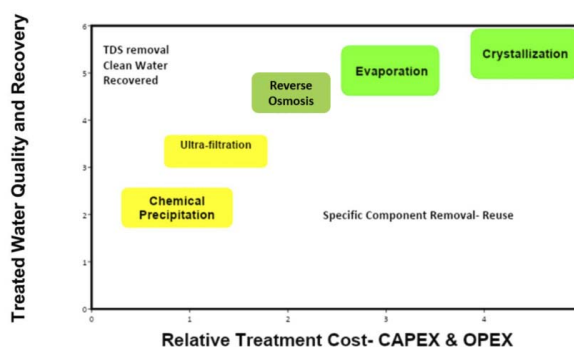 Treated Water Quality and Recovery
6
5
4
3
2
1
0
TDS removal
Clean Water
Recovered
Crystallization
Evaporation
Reverse
Osmosis
Ultra-filtration
Chemical
Precipitation
Specific Component Removal- Reuse
0 1 2 3 4
Relative Treatment Cost- CAPEX & OPEX